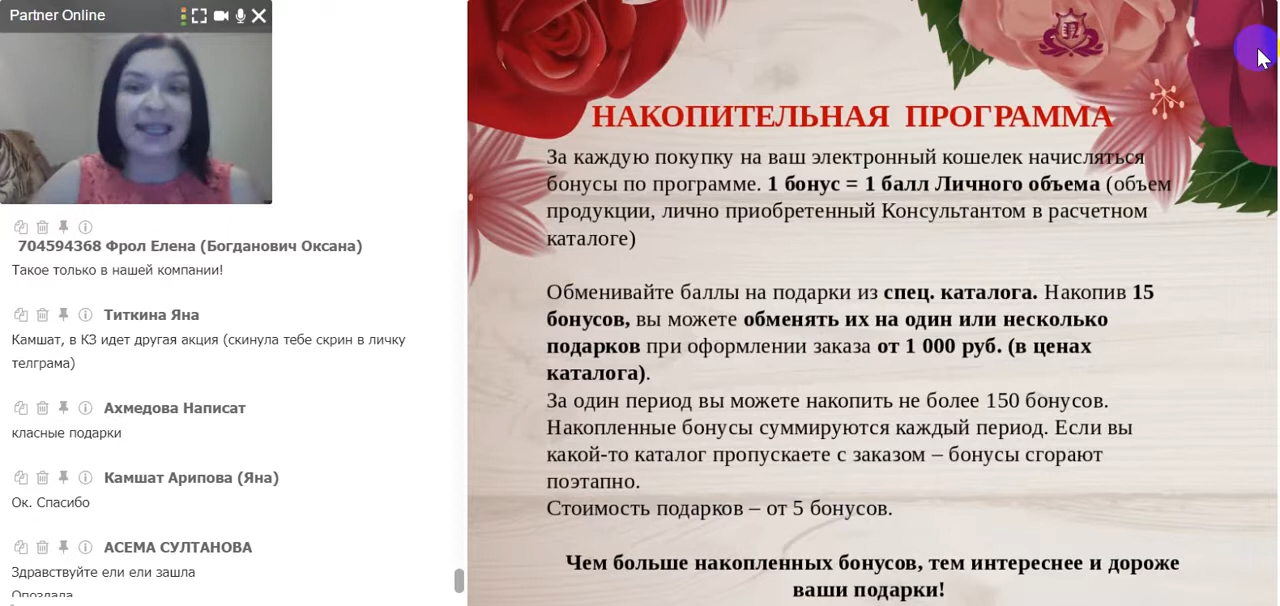 Partner Online
704594368 Фрол Елена (Богданович Оксана)
Такое только в нашей компании!
Титкина Яна
Камшат, в КЗ идет другая акция (скинула тебе скрин в личку
телграма)
Ахмедова Написат
класные подарки
Камшат Арипова (Яна)
Ок. Спасибо
АСЕМА СУЛТАНОВА
Здравствуйте ели ели зашла
Опоздала
НАКОПИТЕЛЬНАЯ ПРОГРАММА
За каждую покупку на ваш электронный кошелек начисляться
бонусы по программе. 1 бонус = 1 балл Личного объема (объем
продукции, лично приобретенный Консультантом в расчетном
каталоге)
Обменивайте баллы на подарки из спец. каталога. Накопив 15
бонусов, вы можете обменять их на один или несколько
подарков при оформлении заказа от 1 000 руб. (в ценах
каталога).
За один период вы можете накопить не более 150 бонусов.
Накопленные бонусы суммируются каждый период. Если вы
какой-то каталог пропускаете с заказом – бонусы сгорают
поэтапно.
Стоимость подарков – от 5 бонусов.
Чем больше накопленных бонусов, тем интереснее и дороже
ваши подарки!